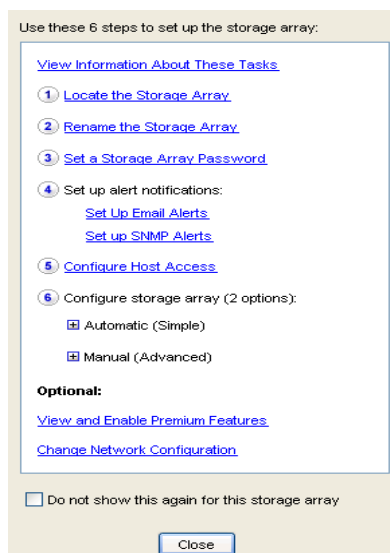 Use these 6 steps to set up the storage array:
View Information About These Tasks
1 Locate the Storage Array
2 Rename the Storage Array
3 Set a Storage Array Password
4 Set up alert notifications:
Set Up Email Alerts
Set up SNMP Alerts
5 Configure Host Access
6 Configure storage array (2 options):
Automatic (Simple)
Manual (Advanced)
Optional:
View and Enable Premium Features
Change Network Configuration
Do not show this again for this storage array
Close